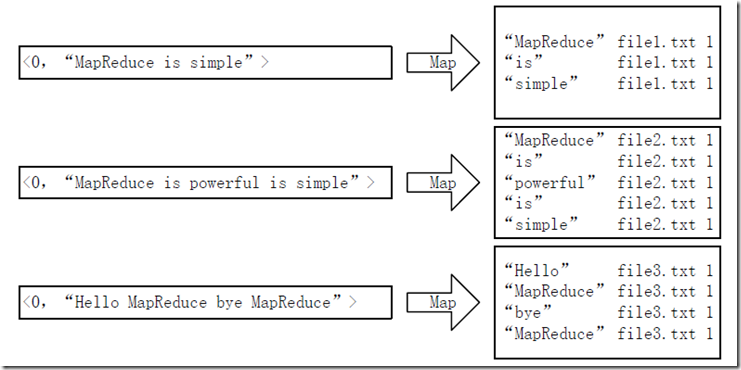 <0, “MapReduce is simple”>
Map
“MapReduce” file1.txt 1
“is” file1.txt 1
“simple” file1.txt 1
<0, “MapReduce is powerful is simple”>
Map
“MapReduce” file2.txt 1
“is” file2.txt 1
“powerful” file2.txt 1
“is” file2.txt 1
“simple” file2.txt 1
<0, “Hello MapReduce bye MapReduce”>
Map
“Hello” file3.txt 1
“MapReduce” file3.txt 1
“bye” file3.txt 1
“MapReduce” file3.txt 1